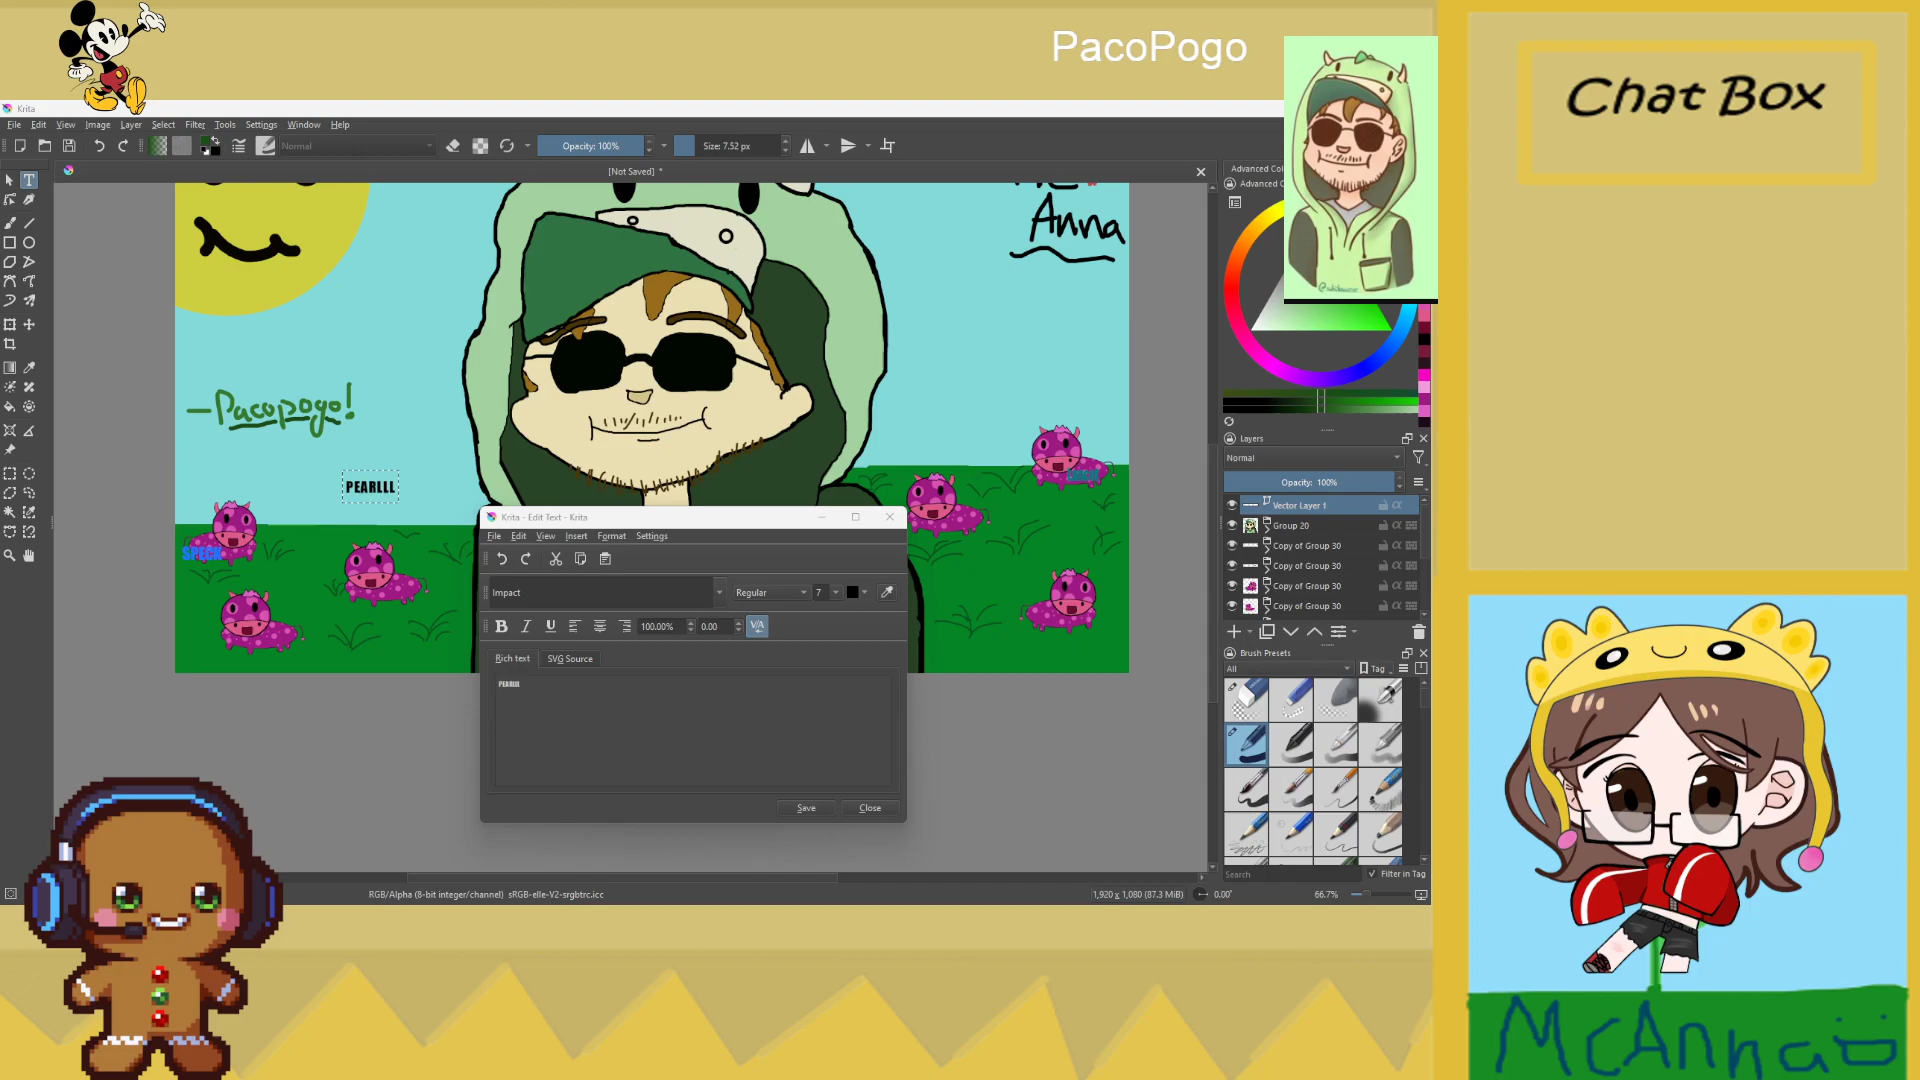 PacoPogo
Chat Box
Krita
File Edit View Image Layer Select Filter Tools Settings Window Help
Normal
Opacity: 100%
Size: 7.52 px
[Not Saved] *
Advanced Co
Advanced C
Anna
-Pacopogo!
PEARLLL
SPECK
Layers
Normal
Opacity: 100%
Vector Layer 1
Group 20
Copy of Group 30
Copy of Group 30
Copy of Group 30
Copy of Group 30
Krita - Edit Text - Krita
File Edit View Insert Format Settings
Impact
Regular
7
100.00%
0.00
Rich text
SVG Source
PEARLLL
Save
Close
Brush Presets
All
Tag
Search
Filter in Tag
RGB/Alpha (8-bit integer/channel) sRGB-elle-V2-srgbtrc.icc
1,920 x 1,080 (87.3 MiB)
0.00°
66.7%
McAnna